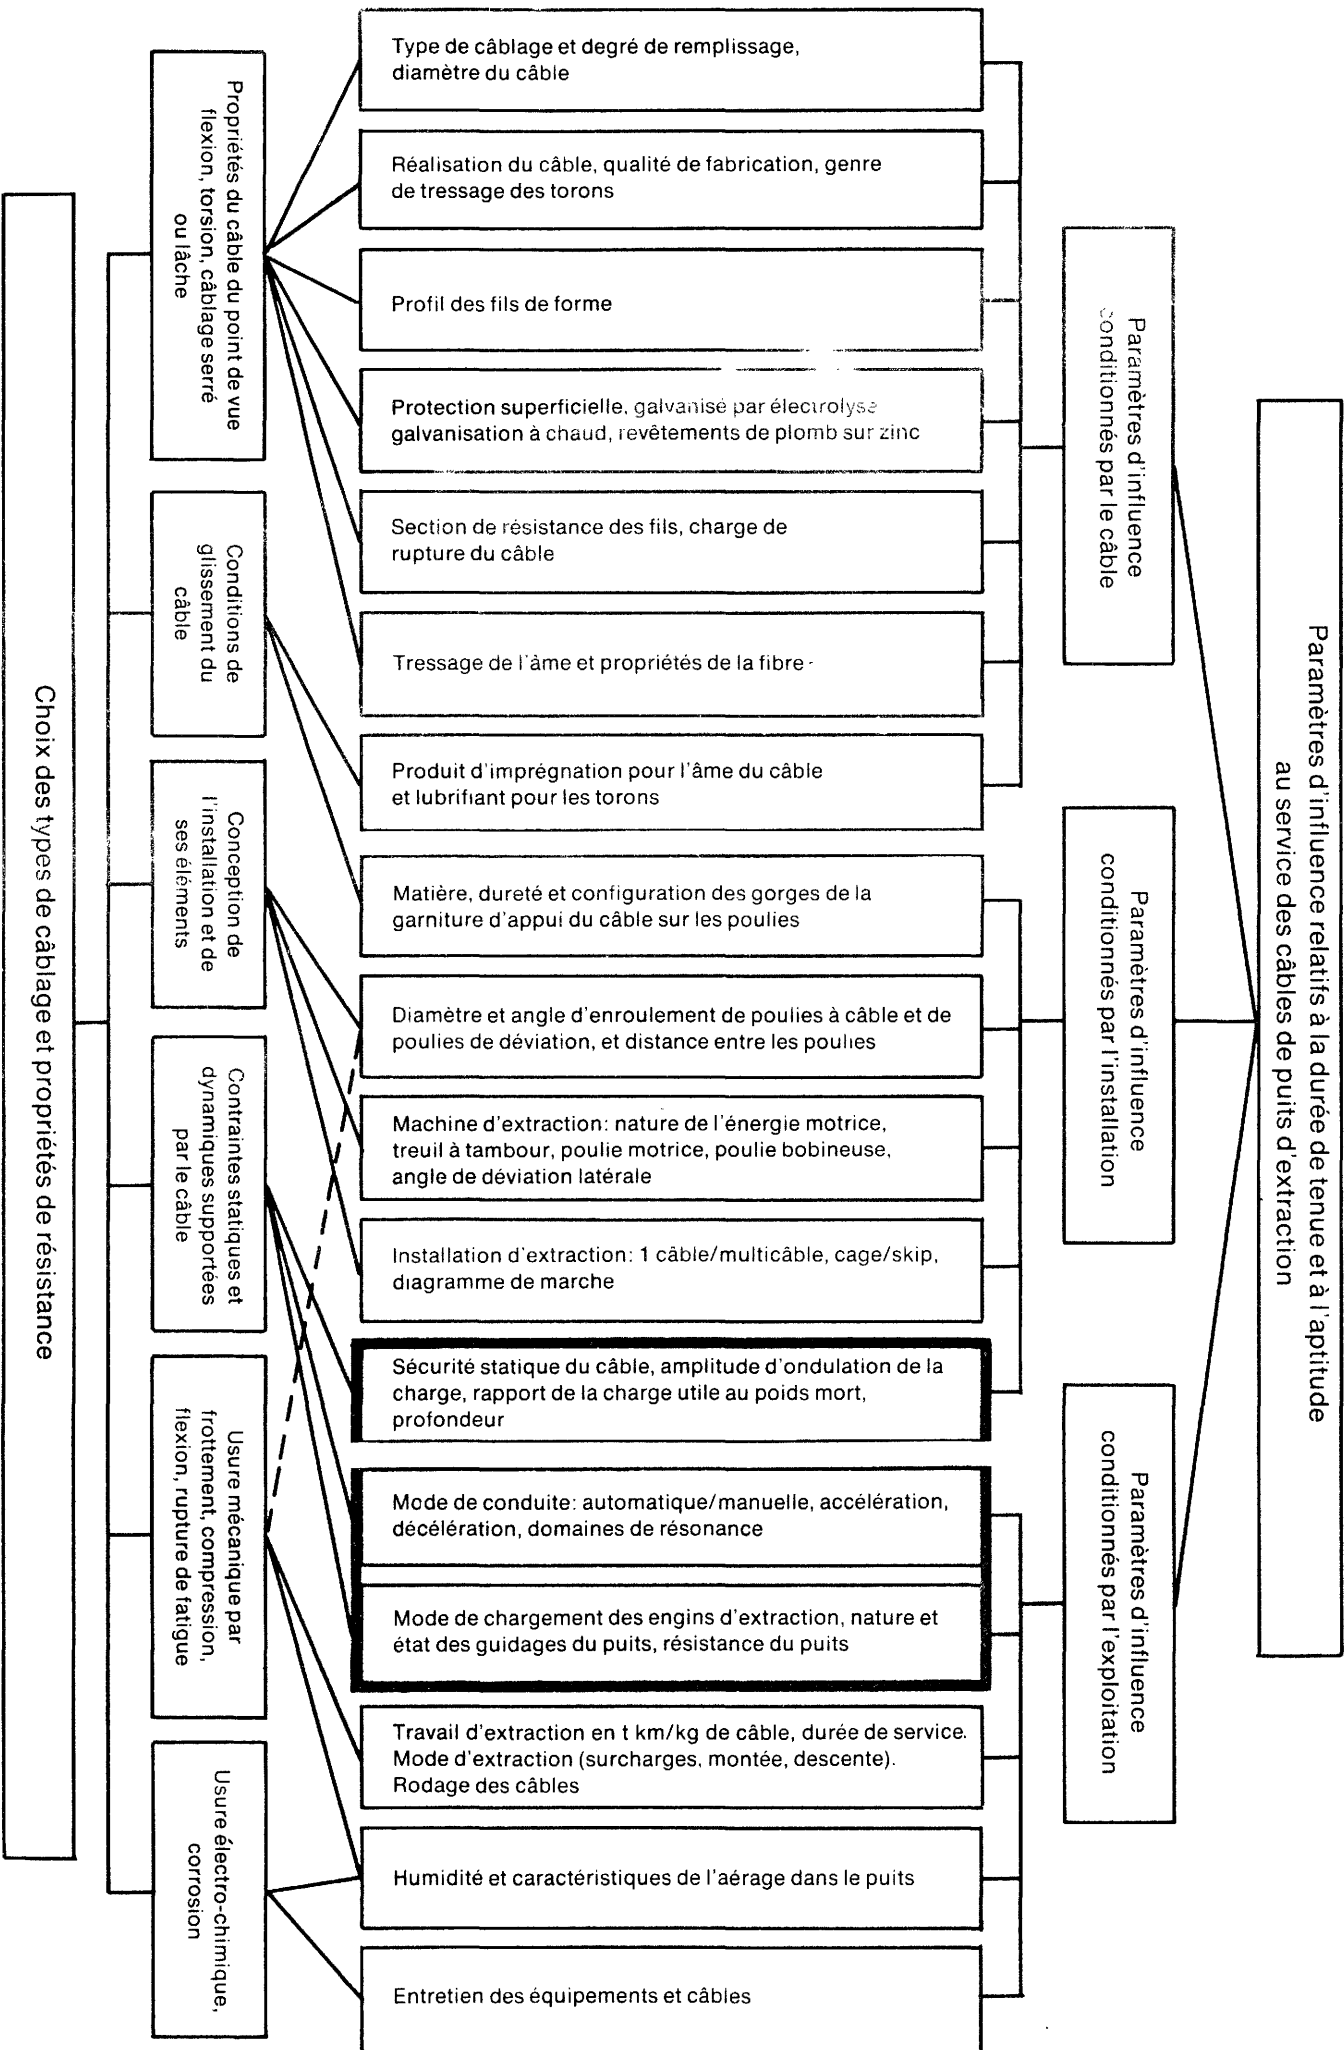 Paramètres d'influence relatifs à la durée de tenue et à l'aptitude
au service des câbles de puits d'extraction
Paramètres d'influence
conditionnés par le câble
Paramètres d'influence
conditionnés par l'installation
Paramètres d'influence
conditionnés par l'exploitation
Type de câblage et degré de remplissage,
diamètre du câble
Réalisation du câble, qualité de fabrication, genre
de tressage des torons
Profil des fils de forme
Protection superficielle, galvanisé par électrolyse
galvanisation à chaud, revêtements de plomb sur zinc
Section de résistance des fils, charge de
rupture du câble
Tressage de l'âme et propriétés de la fibre
Produit d'imprégnation pour l'âme du câble
et lubrifiant pour les torons
Matière, dureté et configuration des gorges de la
garniture d'appui du câble sur les poulies
Diamètre et angle d'enroulement de poulies à câble et de
poulies de déviation, et distance entre les poulies
Machine d'extraction: nature de l'énergie motrice,
treuil à tambour, poulie motrice, poulie bobineuse,
angle de déviation latérale
Installation d'extraction: 1 câble/multicâble, cage/skip,
diagramme de marche
Sécurité statique du câble, amplitude d'ondulation de la
charge, rapport de la charge utile au poids mort,
profondeur
Mode de conduite: automatique/manuelle, accélération,
décélération, domaines de résonance
Mode de chargement des engins d'extraction, nature et
état des guidages du puits, résistance du puits
Travail d'extraction en t km/kg de câble, durée de service.
Mode d'extraction (surcharges, montée, descente).
Rodage des câbles
Humidité et caractéristiques de l'aérage dans le puits
Entretien des équipements et câbles
Propriétés du câble du point de vue
flexion, torsion, câblage serré
ou lâche
Conditions de
glissement du
câble
Conception de
l'installation et de
ses éléments
Contraintes statiques et
dynamiques supportées
par le câble
Usure mécanique par
frottement, compression,
flexion, rupture de fatigue
Usure électro-chimique,
corrosion
Choix des types de câblage et propriétés de résistance